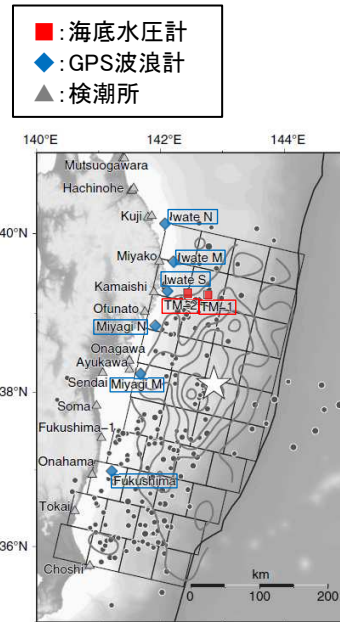 ■:海底水圧計
◆:GPS波浪計
▲:検潮所
140°E
142°E
144°E
Mutsuogawara
Hachinohe
Kuji
Iwate N
40°N
Miyako
Iwate M
Iwate S
Kamaishi
TM-2
TM-1
Ofunato
Miyagi N
Onagawa
Ayukawa
Sendai
Miyagi M
38°N
Soma
Fukushima-1
Onahama
Fukushima
Tokai
36°N
Choshi
km
0 100 200